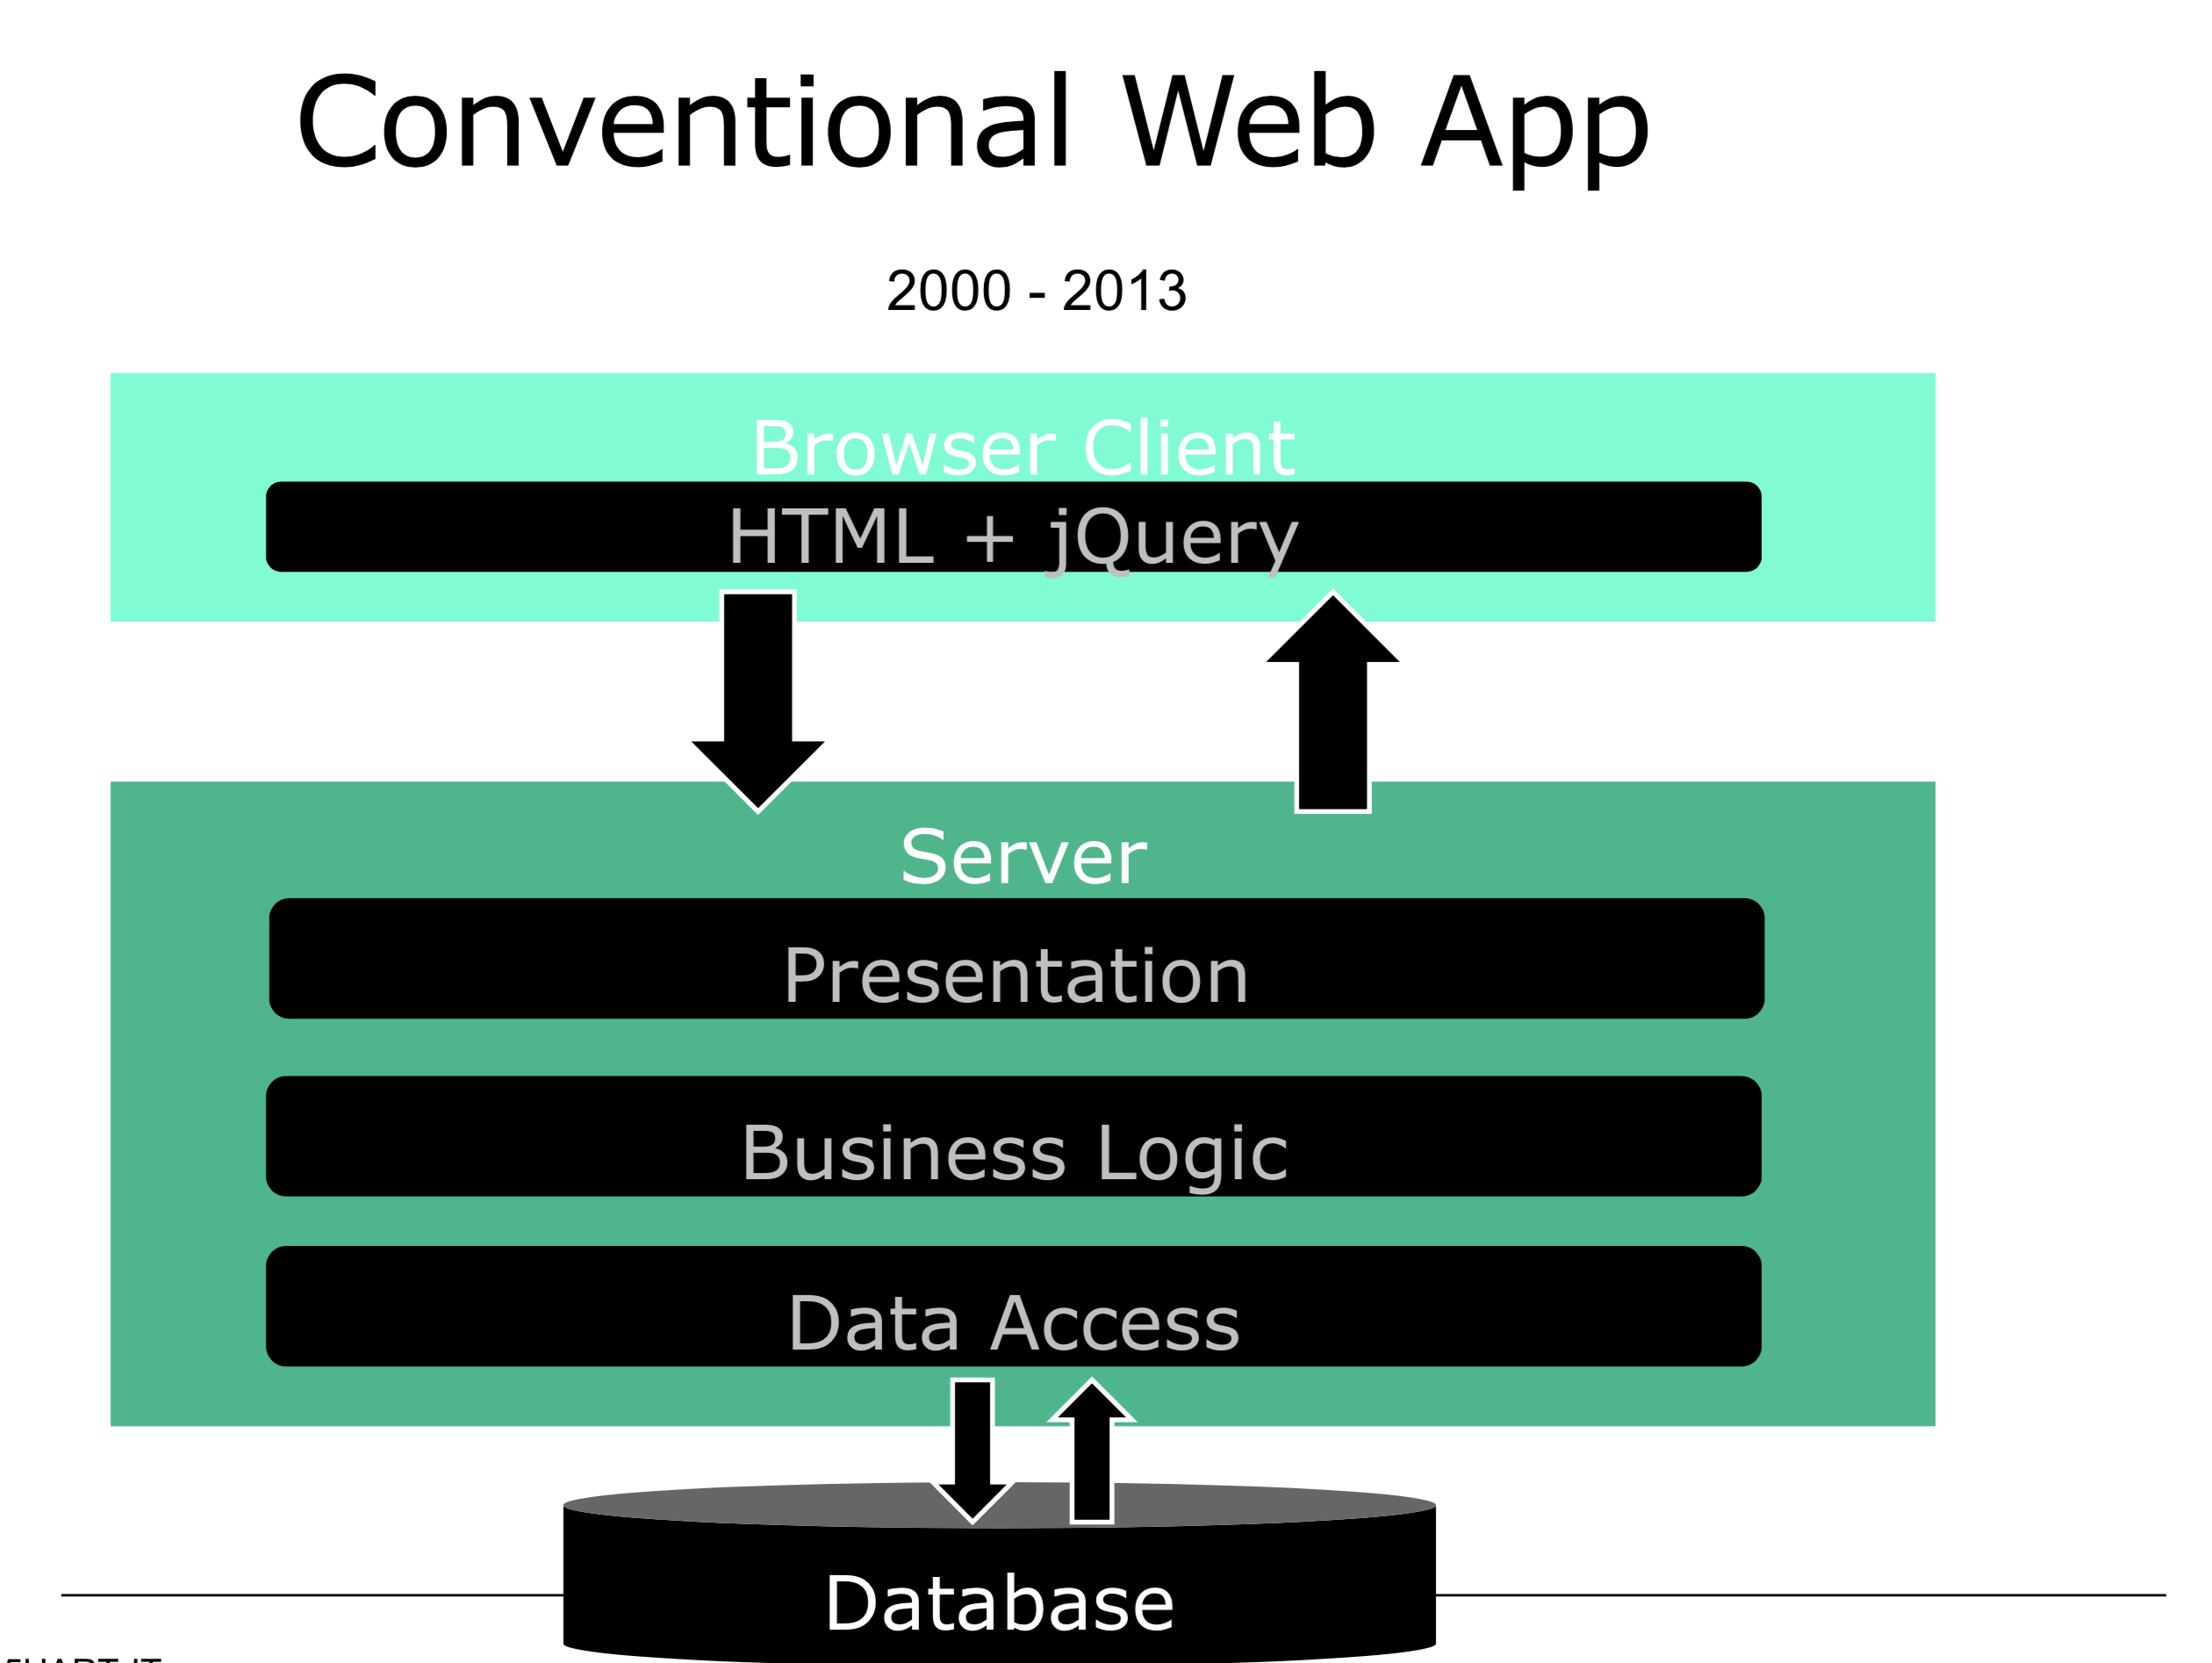 Conventional Web App
2000 - 2013
Browser Client
HTML + jQuery
Server
Presentation
Business Logic
Data Access
Database